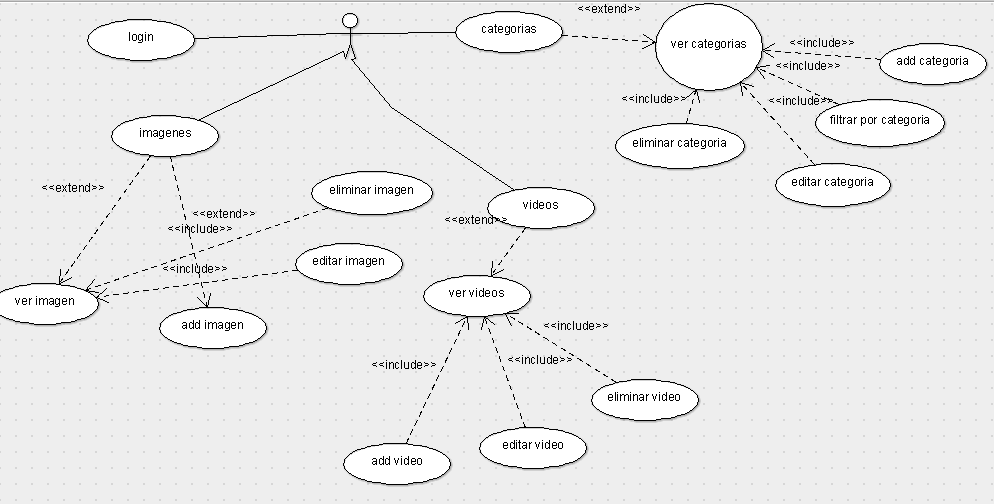 <<extend>>
login
categorias
ver categorias
<<include>>
add categoria
<<include>>
<<include>>
<<include>>
filtrar por categoria
eliminar categoria
editar categoria
imagenes
<<extend>>
eliminar imagen
<<extend>>
<<include>>
videos
<<extend>>
editar imagen
<<include>>
ver imagen
add imagen
ver videos
<<include>>
<<include>>
<<include>>
eliminar video
editar video
add video